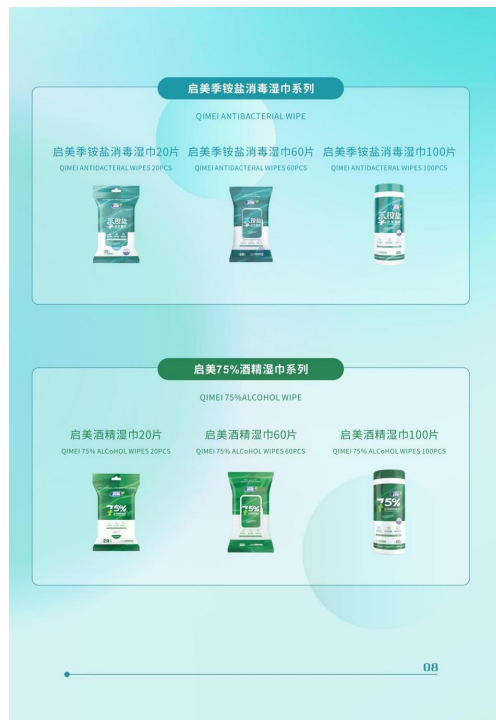 启美季铵盐消毒湿巾系列
QIMEI ANTIBACTERIAL WIPE
启美季铵盐消毒湿巾20片 启美季铵盐消毒湿巾60片 启美季铵盐消毒湿巾100片
QIMEI ANTIDACTERAL WIPES 20PCS QIMEI ANTIDACTERAL WIPES 60PCS QIMEI ANTIDACTERAL WIPES 100PCS
启美75%酒精湿巾系列
QIMEI 75%ALCOHOL WIPE
启美酒精湿巾20片 启美酒精湿巾60片 启美酒精湿巾100片
QIMEI 75% ALCoHOL WIPES 20PCS QIMEI 75% ALCoHOL WIPES 60PCS QIMEI 75% ALCoHOL WIPES 100PCS
75% 75%
08